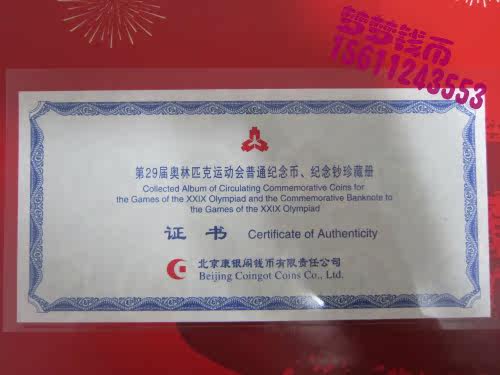 梦梦钱币
15611243553
第29届奥林匹克运动会普通纪念币、纪念钞珍藏册
Collected Album of Circulating Commemorative Coins for
the Games of the XXIX Olympiad and the Commemorative Banknote to
the Games of the XXIX Olympiad
证书 Certificate of Authenticity
北京康银阁钱币有限责任公司
Beijing Coingot Coins Co., Ltd.